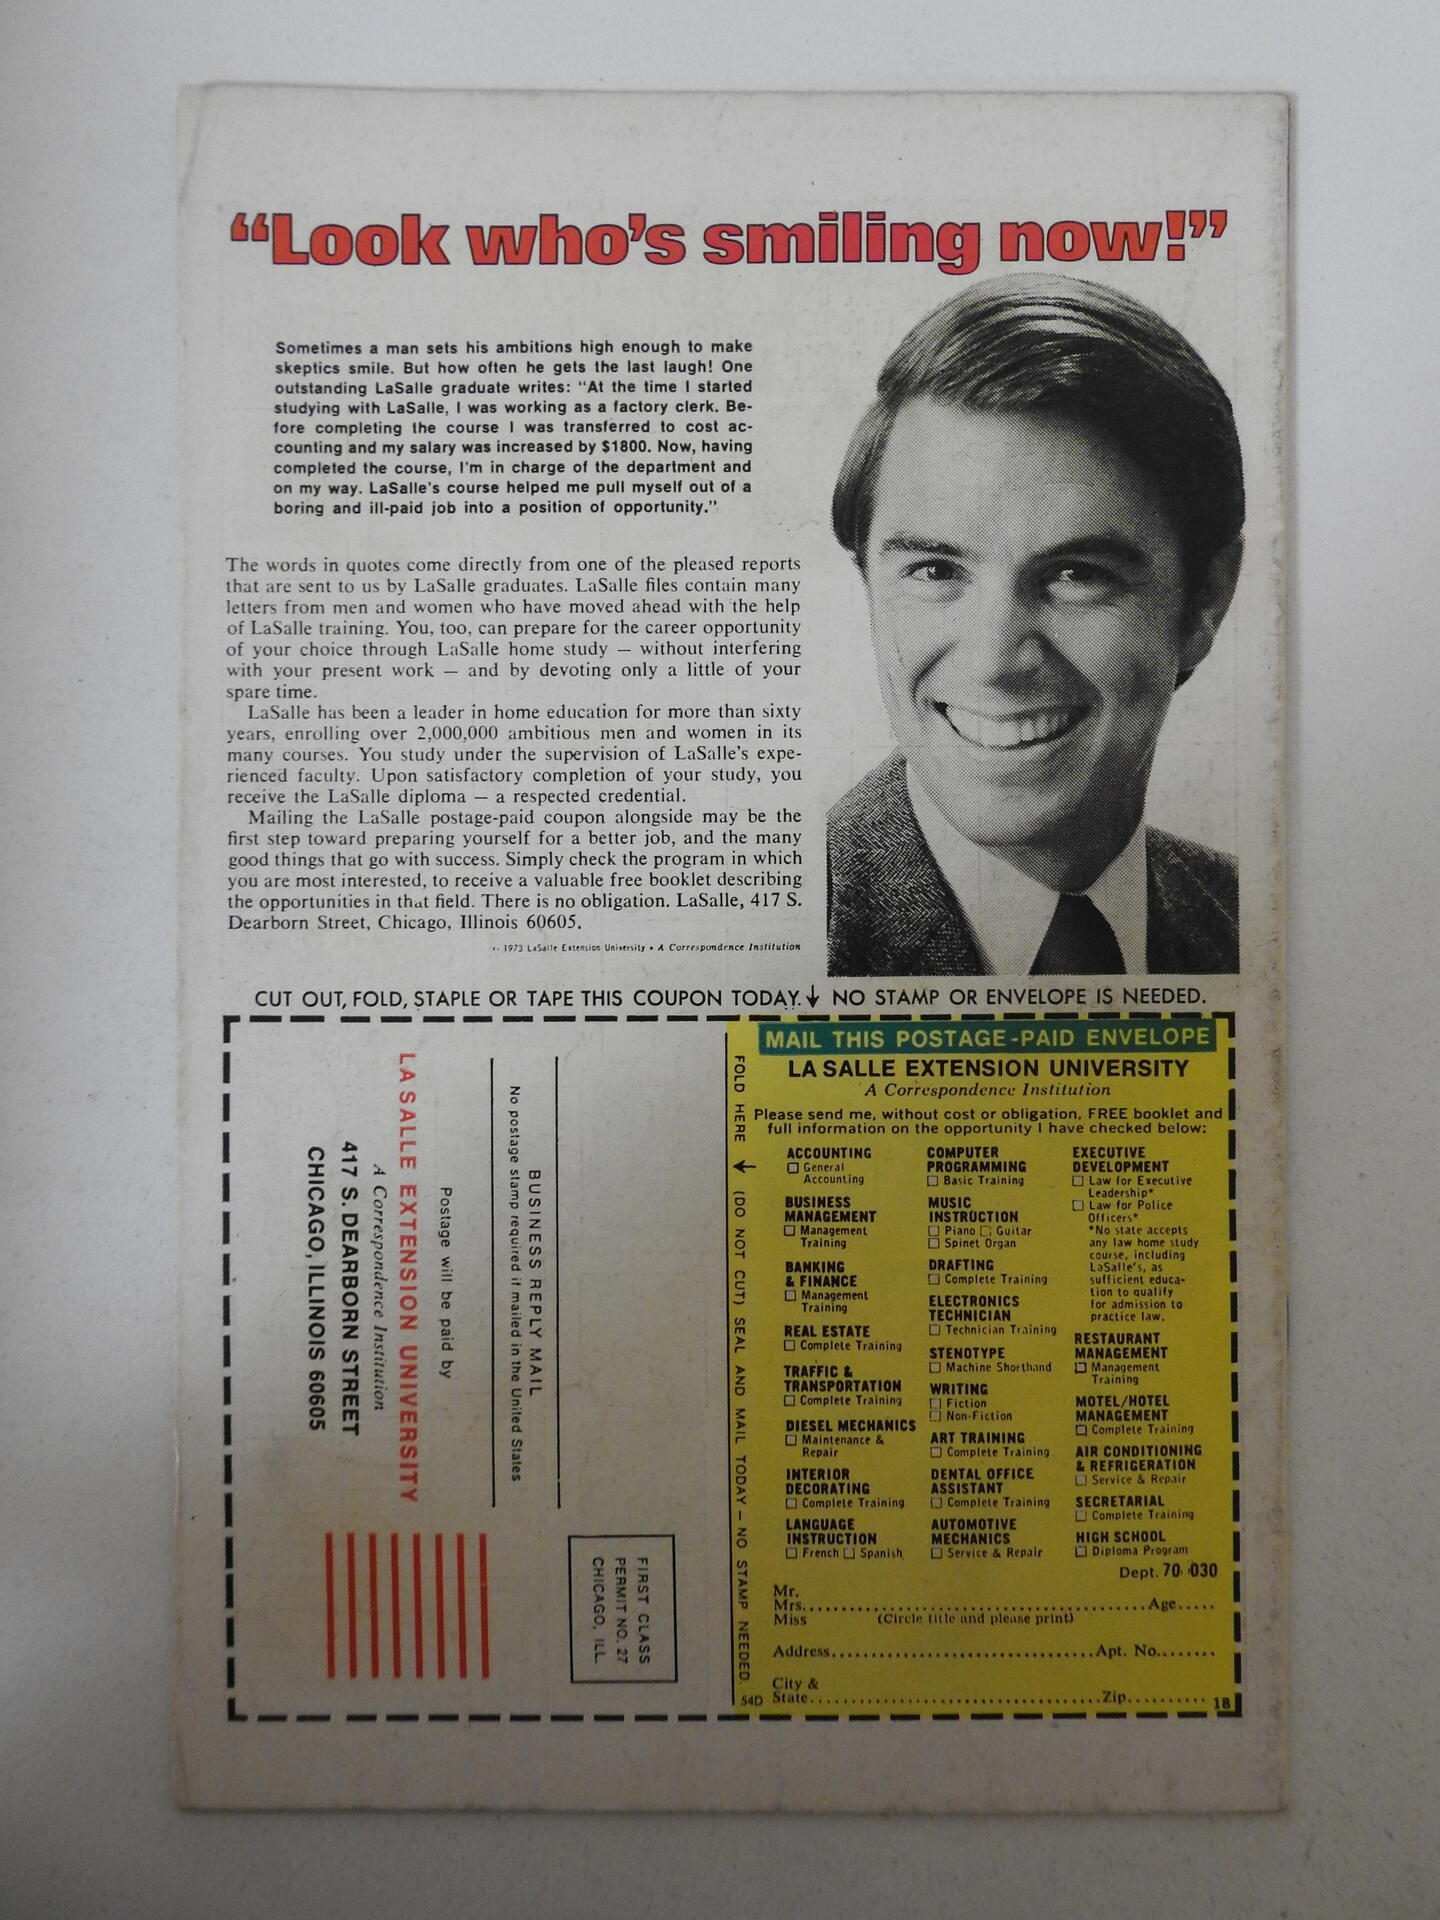 “Look who’s smiling now!”
Sometimes a man sets his ambitions high enough to make
skeptics smile. But how often he gets the last laugh! One
outstanding LaSalle graduate writes: "At the time I started
studying with LaSalle, I was working as a factory clerk. Be-
fore completing the course I was transferred to cost ac-
counting and my salary was increased by $1800. Now, having
completed the course, I'm in charge of the department and
on my way. LaSalle's course helped me pull myself out of a
boring and ill-paid job into a position of opportunity."
The words in quotes come directly from one of the pleased reports
that are sent to us by LaSalle graduates. LaSalle files contain many
letters from men and women who have moved ahead with the help
of LaSalle training. You, too, can prepare for the career opportunity
of your choice through LaSalle home study — without interfering
with your present work — and by devoting only a little of your
spare time.
LaSalle has been a leader in home education for more than sixty
years, enrolling over 2,000,000 ambitious men and women in its
many courses. You study under the supervision of LaSalle's expe-
rienced faculty. Upon satisfactory completion of your study, you
receive the LaSalle diploma — a respected credential.
Mailing the LaSalle postage-paid coupon alongside may be the
first step toward preparing yourself for a better job, and the many
good things that go with success. Simply check the program in which
you are most interested, to receive a valuable free booklet describing
the opportunities in that field. There is no obligation. LaSalle, 417 S.
Dearborn Street, Chicago, Illinois 60605.
1973 LaSalle Extension University • A Correspondence Institution
CUT OUT, FOLD, STAPLE OR TAPE THIS COUPON TODAY.↓ NO STAMP OR ENVELOPE IS NEEDED.
FIRST CLASS
PERMIT NO. 27
CHICAGO, ILL.
BUSINESS REPLY MAIL
No postage stamp required if mailed in the United States
Postage will be paid by
LA SALLE EXTENSION UNIVERSITY
A Correspondence Institution
417 S. DEARBORN STREET
CHICAGO, ILLINOIS 60605
FOLD HERE → (DO NOT CUT) SEAL AND MAIL TODAY — NO STAMP NEEDED.
MAIL THIS POSTAGE-PAID ENVELOPE
LA SALLE EXTENSION UNIVERSITY
A Correspondence Institution
Please send me, without cost or obligation, FREE booklet and
full information on the opportunity I have checked below:
ACCOUNTING
☐ General
Accounting
BUSINESS
MANAGEMENT
☐ Management
Training
BANKING
& FINANCE
☐ Management
Training
REAL ESTATE
☐ Complete Training
TRAFFIC &
TRANSPORTATION
☐ Complete Training
DIESEL MECHANICS
☐ Maintenance &
Repair
INTERIOR
DECORATING
☐ Complete Training
LANGUAGE
INSTRUCTION
☐ French ☐ Spanish
COMPUTER
PROGRAMMING
☐ Basic Training
MUSIC
INSTRUCTION
☐ Piano ☐ Guitar
☐ Spinet Organ
DRAFTING
☐ Complete Training
ELECTRONICS
TECHNICIAN
☐ Technician Training
STENOTYPE
☐ Machine Shorthand
WRITING
☐ Fiction
☐ Non-Fiction
ART TRAINING
☐ Complete Training
DENTAL OFFICE
ASSISTANT
☐ Complete Training
AUTOMOTIVE
MECHANICS
☐ Service & Repair
EXECUTIVE
DEVELOPMENT
☐ Law for Executive
Leadership*
☐ Law for Police
Officers*
*No state accepts
any law home study
course, including
LaSalle's, as
sufficient educa-
tion to qualify
for admission to
practice law.
RESTAURANT
MANAGEMENT
☐ Management
Training
MOTEL/HOTEL
MANAGEMENT
☐ Complete Training
AIR CONDITIONING
& REFRIGERATION
☐ Service & Repair
SECRETARIAL
☐ Complete Training
HIGH SCHOOL
☐ Diploma Program
Dept. 70-030
Mr.
Mrs. Age
Miss (Circle title and please print)
Address Apt. No.
City &
State Zip
54D 18